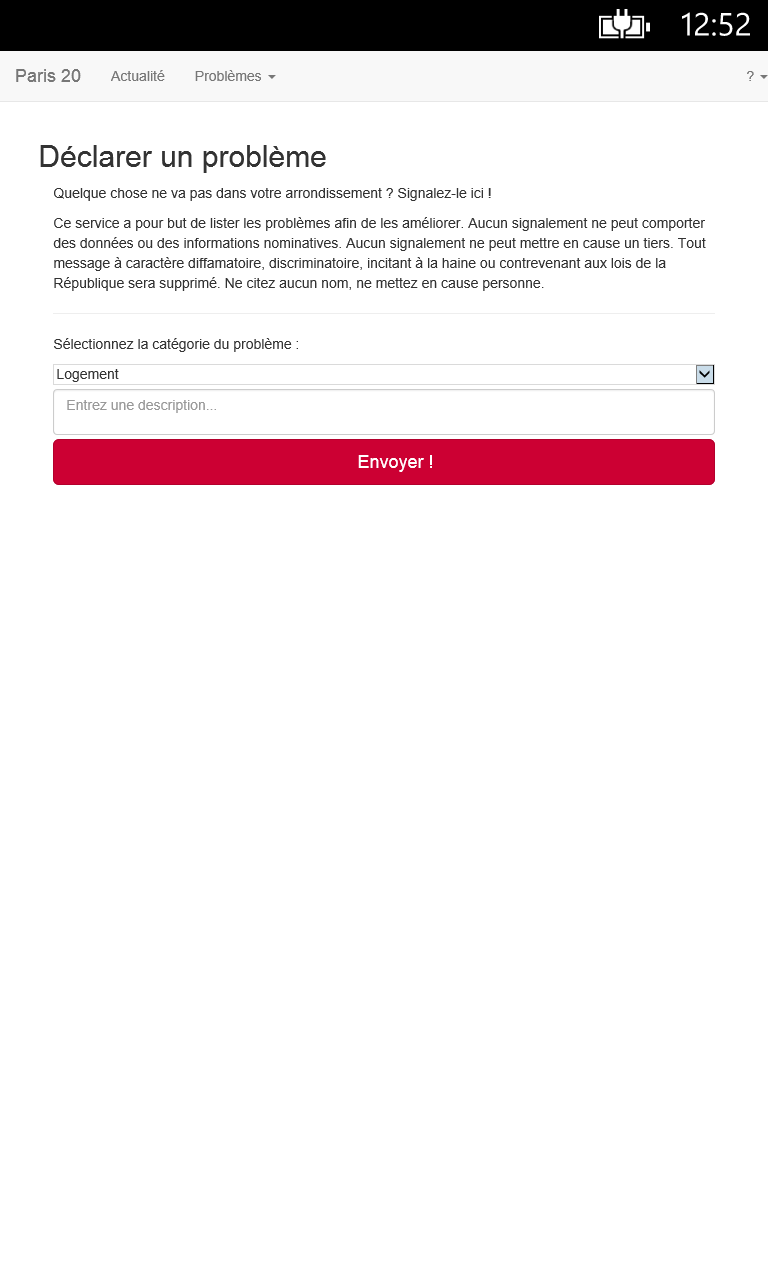 12:52
Paris 20 Actualité Problèmes ?
Déclarer un problème
Quelque chose ne va pas dans votre arrondissement ? Signalez-le ici !
Ce service a pour but de lister les problèmes afin de les améliorer. Aucun signalement ne peut comporter
des données ou des informations nominatives. Aucun signalement ne peut mettre en cause un tiers. Tout
message à caractère diffamatoire, discriminatoire, incitant à la haine ou contrevenant aux lois de la
République sera supprimé. Ne citez aucun nom, ne mettez en cause personne.
Sélectionnez la catégorie du problème :
Logement
Entrez une description...
Envoyer !